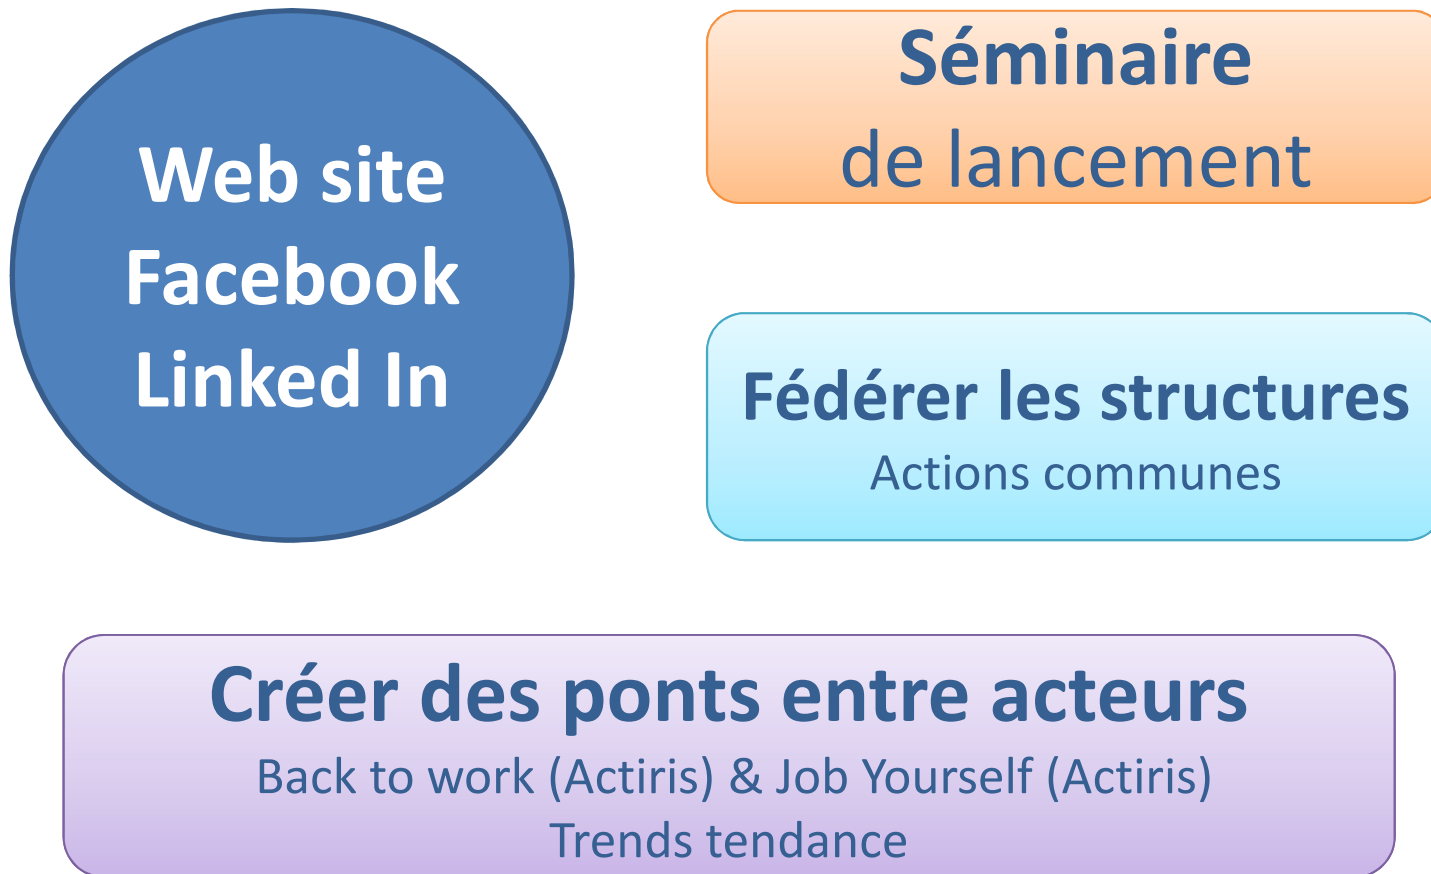 Web site
Facebook
Linked In
Séminaire
de lancement
Fédérer les structures
Actions communes
Créer des ponts entre acteurs
Back to work (Actiris) & Job Yourself (Actiris)
Trends tendance